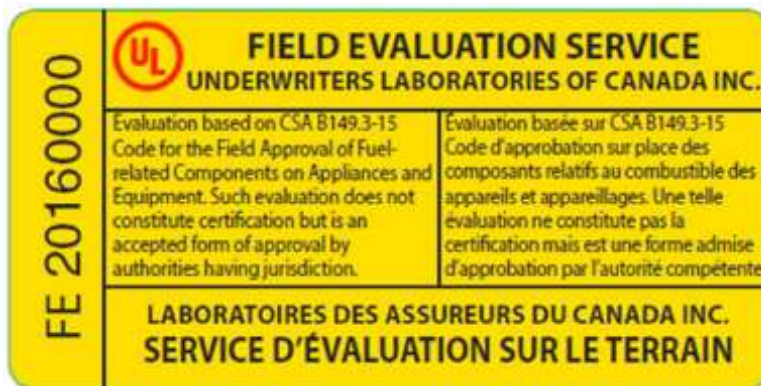 FE 20160000
UL
FIELD EVALUATION SERVICE
UNDERWRITERS LABORATORIES OF CANADA INC.
Evaluation based on CSA B149.3-15
Code for the Field Approval of Fuel-
related Components on Appliances and
Equipment. Such evaluation does not
constitute certification but is an
accepted form of approval by
authorities having jurisdiction.
Évaluation basée sur CSA B149.3-15
Code d'approbation sur place des
composants relatifs au combustible des
appareils et appareillages. Une telle
évaluation ne constitute pas la
certification mais est une forme admise
d'approbation par l'autorité compétente
LABORATOIRES DES ASSUREURS DU CANADA INC.
SERVICE D'ÉVALUATION SUR LE TERRAIN